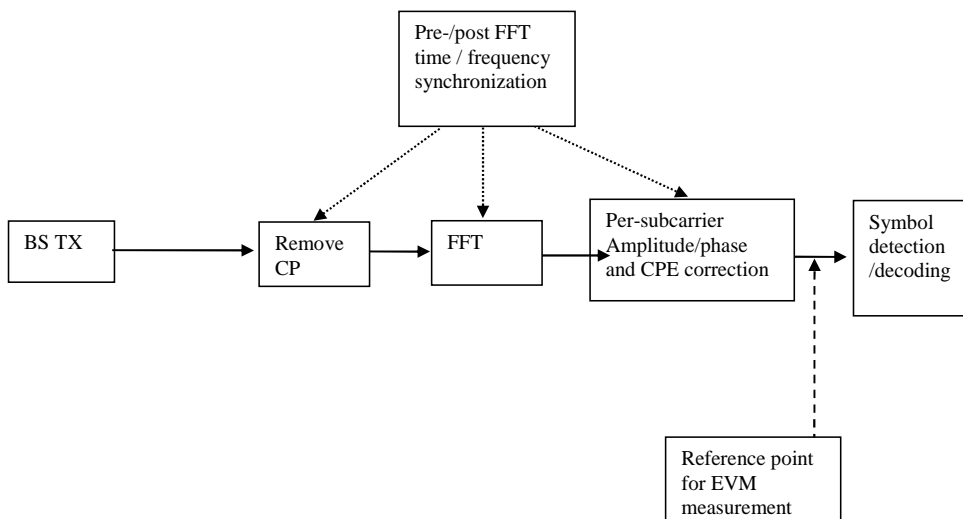 Pre-/post FFT
time / frequency
synchronization
BS TX
Remove
CP
FFT
Per-subcarrier
Amplitude/phase
and CPE correction
Symbol
detection
/decoding
Reference point
for EVM
measurement